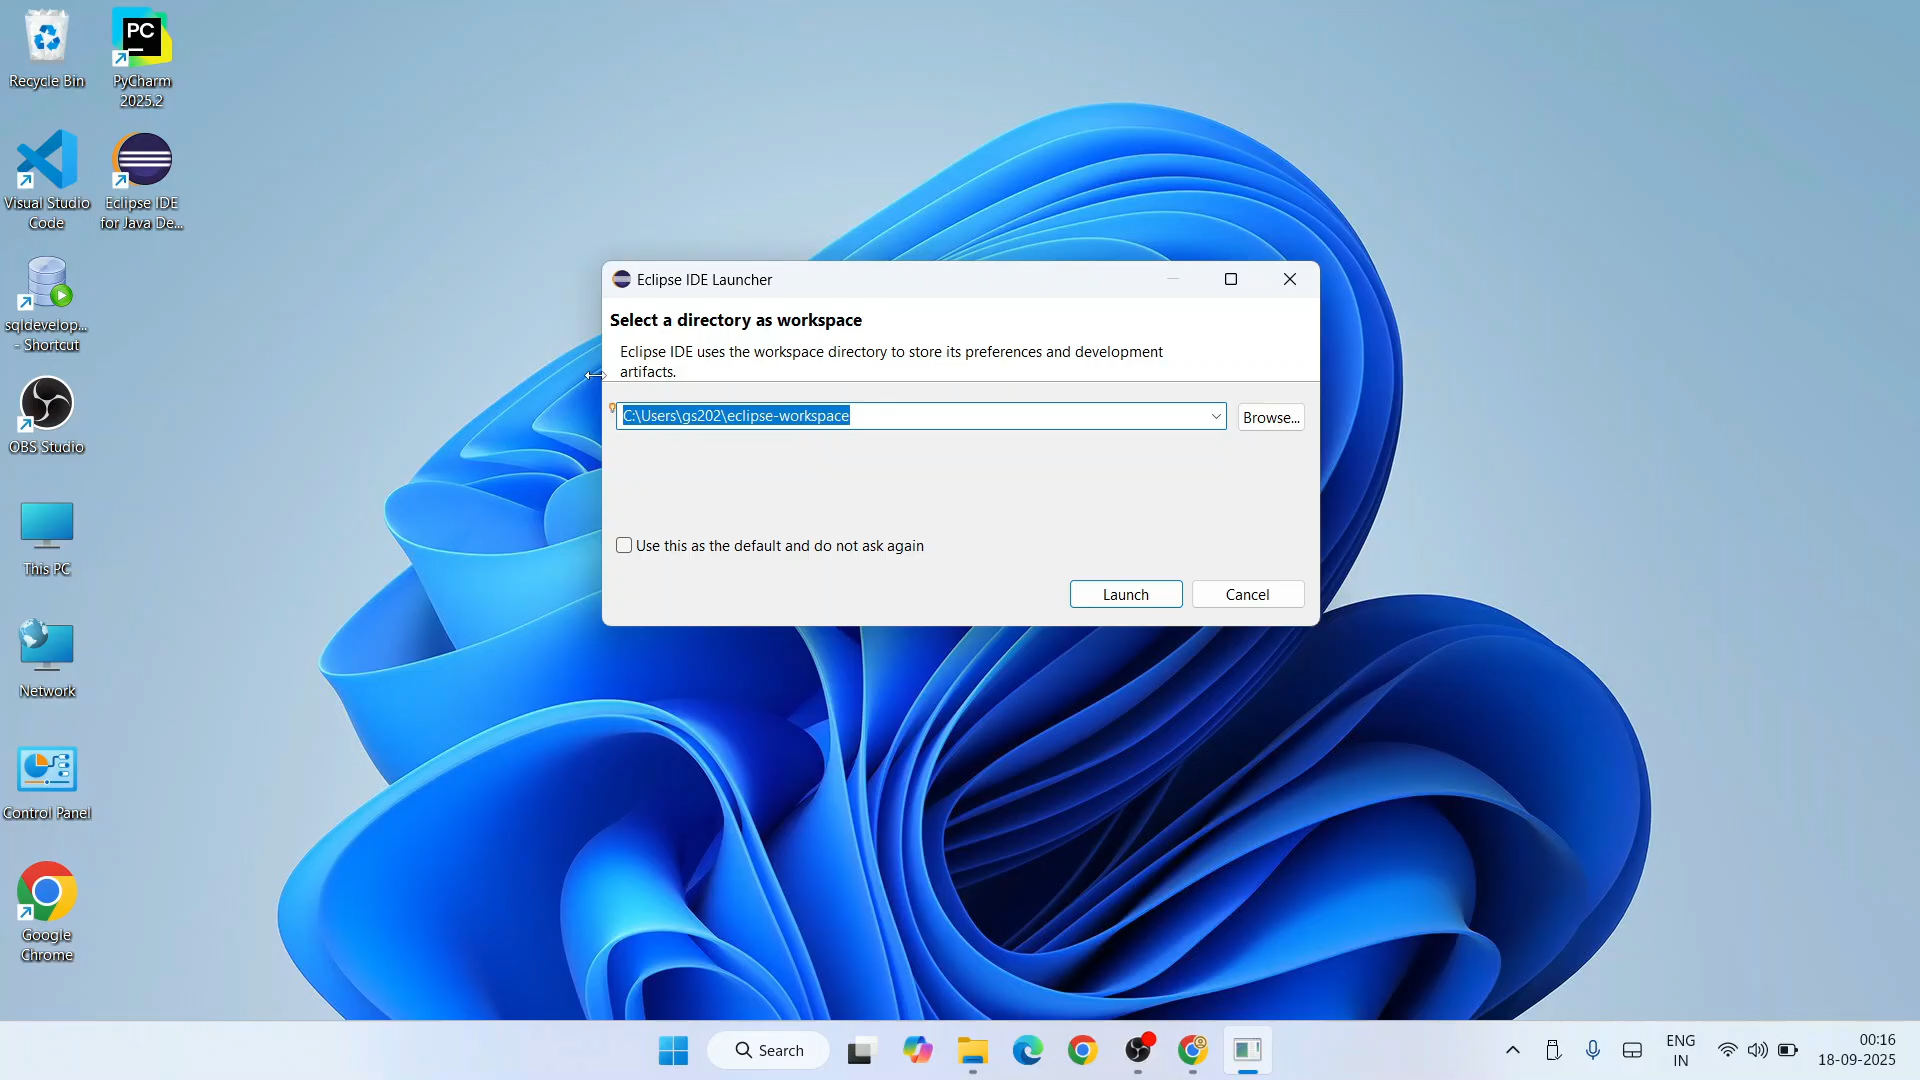 Recycle Bin
PC
PyCharm
2025.2
Visual Studio
Code
Eclipse IDE
for Java De...
sqldevelop...
- Shortcut
OBS Studio
This PC
Network
Control Panel
Google
Chrome
Eclipse IDE Launcher
Select a directory as workspace
Eclipse IDE uses the workspace directory to store its preferences and development
artifacts.
C:\Users\gs202\eclipse-workspace
Browse...
Use this as the default and do not ask again
Launch
Cancel
Search
ENG
IN
00:16
18-09-2025